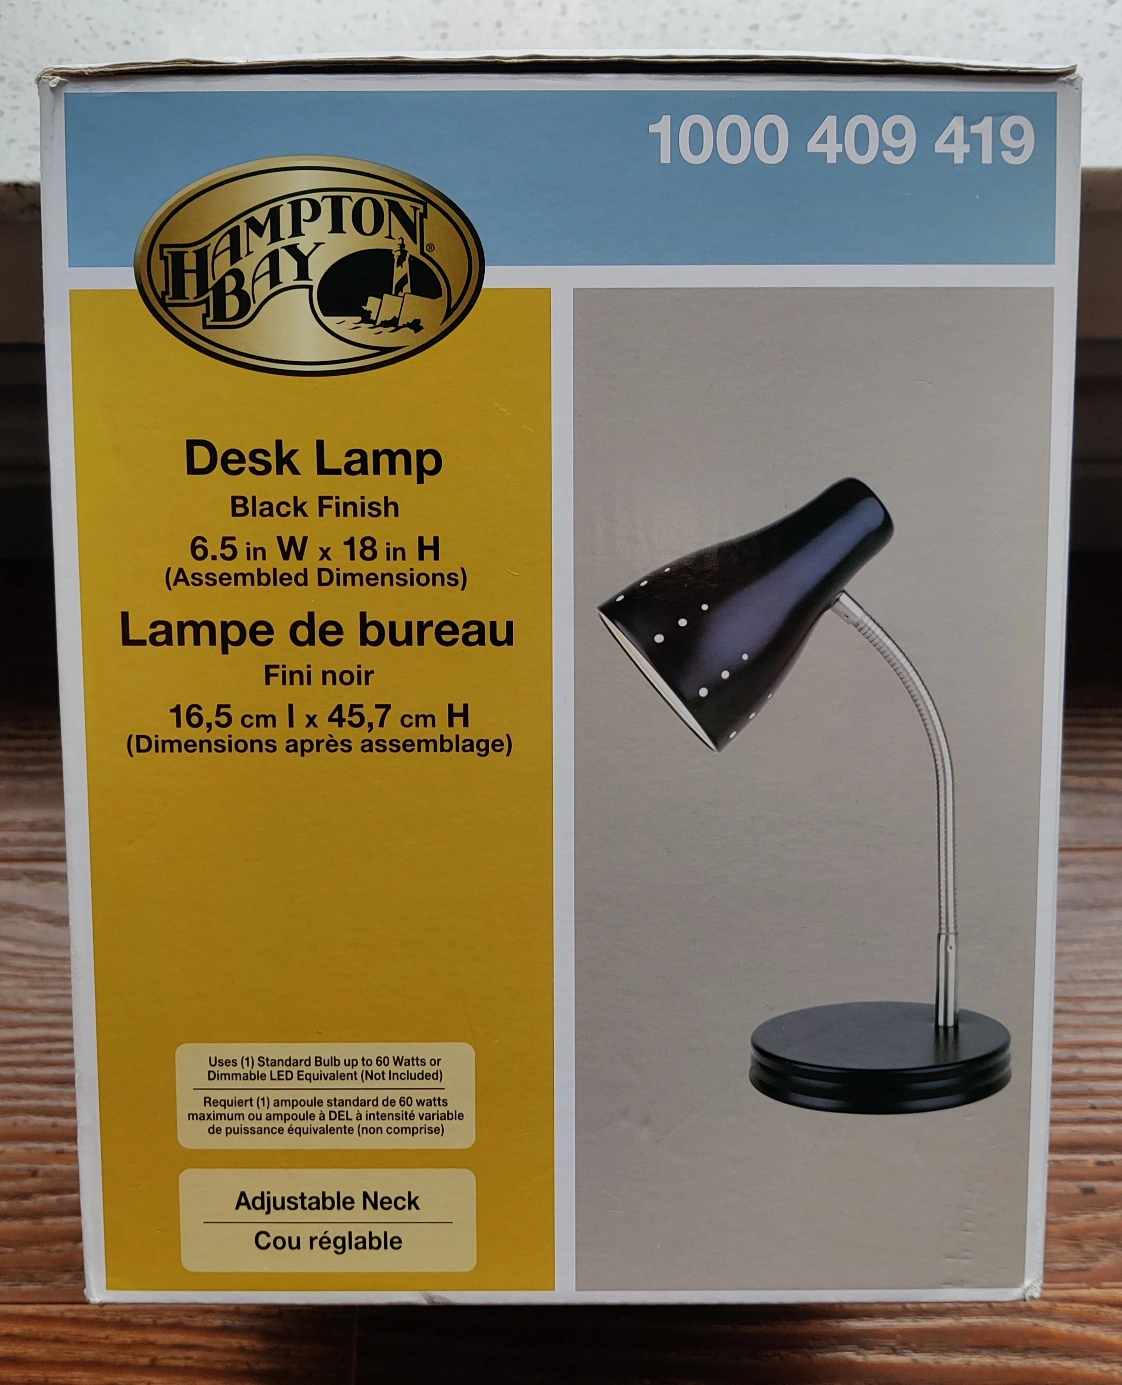 1000 409 419
HAMPTON
BAY ®
Desk Lamp
Black Finish
6.5 in W x 18 in H
(Assembled Dimensions)
Lampe de bureau
Fini noir
16,5 cm l x 45,7 cm H
(Dimensions après assemblage)
Uses (1) Standard Bulb up to 60 Watts or
Dimmable LED Equivalent (Not Included)
Requiert (1) ampoule standard de 60 watts
maximum ou ampoule à DEL à intensité variable
de puissance équivalente (non comprise)
Adjustable Neck
Cou réglable